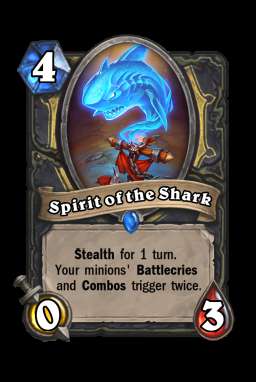 4
Spirit of the Shark
Stealth for 1 turn.
Your minions' Battlecries
and Combos trigger twice.
0
3